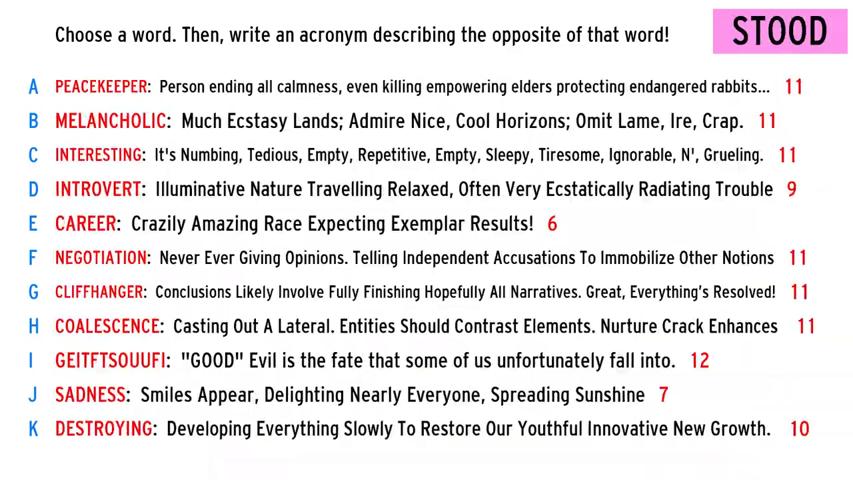 Choose a word. Then, write an acronym describing the opposite of that word!
STOOD
A PEACEKEEPER: Person ending all calmness, even killing empowering elders protecting endangered rabbits... 11
B MELANCHOLIC: Much Ecstasy Lands; Admire Nice, Cool Horizons; Omit Lame, Ire, Crap. 11
C INTERESTING: It's Numbing, Tedious, Empty, Repetitive, Empty, Sleepy, Tiresome, Ignorable, N', Grueling. 11
D INTROVERT: Illuminative Nature Travelling Relaxed, Often Very Ecstatically Radiating Trouble 9
E CAREER: Crazily Amazing Race Expecting Exemplar Results! 6
F NEGOTIATION: Never Ever Giving Opinions. Telling Independent Accusations To Immobilize Other Notions 11
G CLIFFHANGER: Conclusions Likely Involve Fully Finishing Hopefully All Narratives. Great, Everything's Resolved! 11
H COALESCENCE: Casting Out A Lateral. Entities Should Contrast Elements. Nurture Crack Enhances 11
I GEITFTSOUUFI: "GOOD" Evil is the fate that some of us unfortunately fall into. 12
J SADNESS: Smiles Appear, Delighting Nearly Everyone, Spreading Sunshine 7
K DESTROYING: Developing Everything Slowly To Restore Our Youthful Innovative New Growth. 10